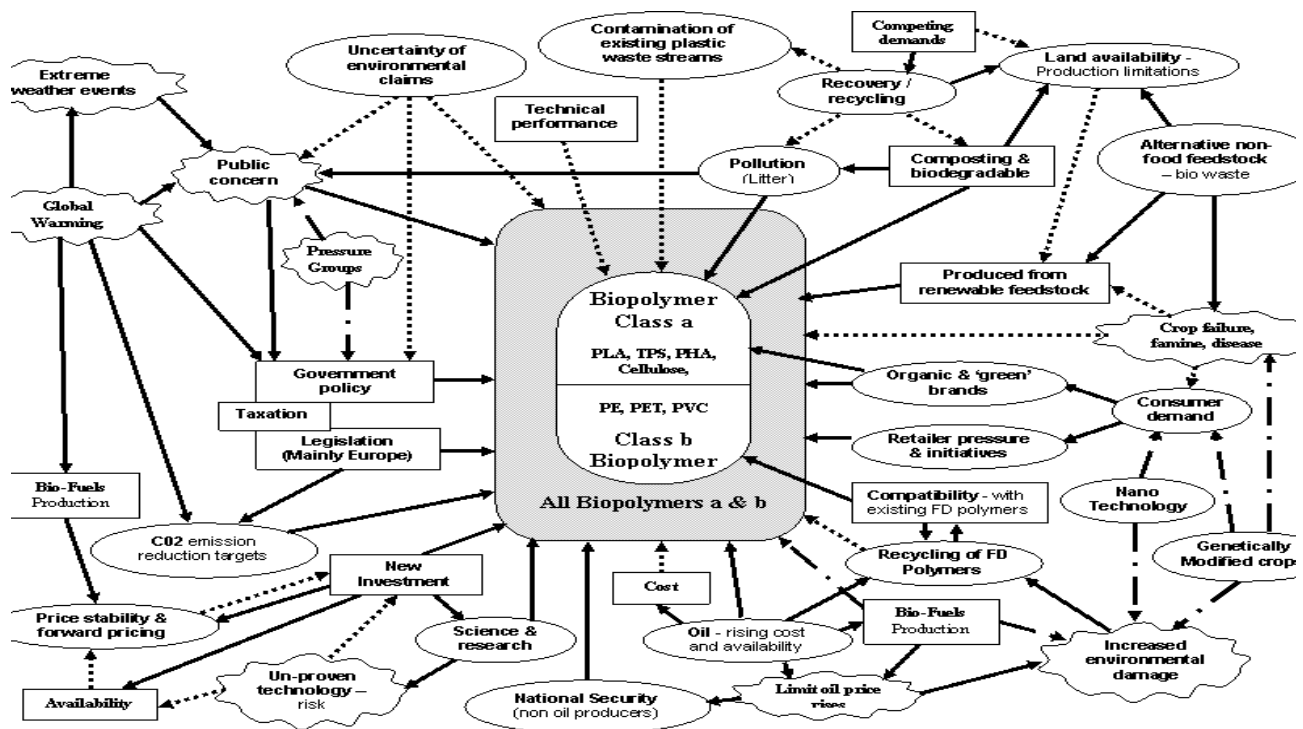 Uncertainty of
environmental
claims
Contamination of
existing plastic
waste streams
Competing
demands
Land availability -
Production limitations
Extreme
weather events
Recovery /
recycling
Technical
performance
Public
concern
Pollution
(Litter)
Composting &
biodegradable
Alternative non-
food feedstock
– bio waste
Global
Warming
Pressure
Groups
Produced from
renewable feedstock
Biopolymer
Class a
PLA, TPS, PHA,
Cellulose,
PE, PET, PVC
Class b
Biopolymer
All Biopolymers a & b
Crop failure,
famine, disease
Government
policy
Taxation
Legislation
(Mainly Europe)
Organic & ‘green’
brands
Consumer
demand
Retailer pressure
& initiatives
Bio-Fuels
Production
Compatibility - with
existing FD polymers
Nano
Technology
C02 emission
reduction targets
Recycling of FD
Polymers
Genetically
Modified crops
New
Investment
Cost
Price stability &
forward pricing
Science &
research
Oil - rising cost
and availability
Bio-Fuels
Production
Increased
environmental
damage
Un-proven
technology –
risk
Availability
National Security
(non oil producers)
Limit oil price
rises